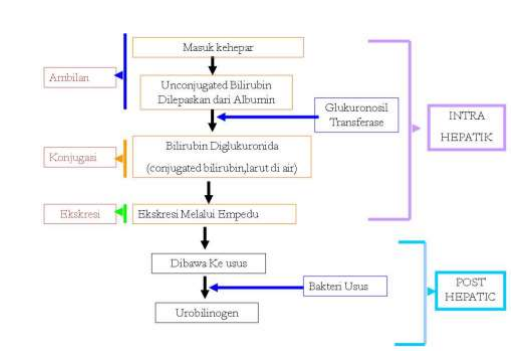 Masuk kehepar
Ambilan
Unconjugated Bilirubin
Dilepaskan dari Albumin
Glukuronosil
Transferase
INTRA
HEPATIK
Konjugasi
Bilirubin Diglukuronida
(conjugated bilirubin,larut di air)
Ekskresi
Ekskresi Melalui Empedu
Dibawa Ke usus
Bakteri Usus
POST
HEPATIC
Urobilinogen